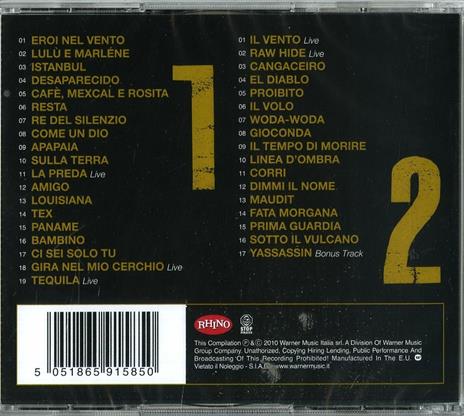 01 EROI NEL VENTO
02 LULÙ E MARLÉNE
03 ISTANBUL
04 DESAPARECIDO
05 CAFÈ, MEXCAL E ROSITA
06 RESTA
07 RE DEL SILENZIO
08 COME UN DIO
09 APAPAIA
10 SULLA TERRA
11 LA PREDA Live
12 AMIGO
13 LOUISIANA
14 TEX
15 PANAME
16 BAMBINO
17 CI SEI SOLO TU
18 GIRA NEL MIO CERCHIO Live
19 TEQUILA Live
1
01 IL VENTO Live
02 RAW HIDE Live
03 CANGACEIRO
04 EL DIABLO
05 PROIBITO
06 IL VOLO
07 WODA-WODA
08 GIOCONDA
09 IL TEMPO DI MORIRE
10 LINEA D'OMBRA
11 CORRI
12 DIMMI IL NOME
13 MAUDIT
14 FATA MORGANA
15 PRIMA GUARDIA
16 SOTTO IL VULCANO
17 YASSASSIN Bonus Track
2
5 051865 915850
RHINO
STOP
This Compilation Ⓟ & © 2010 Warner Music Italia srl. A Division Of Warner Music
Group Company. Unathorized, Copying Hiring Lending, Public Performance And
Broadcasting Of This Recording Prohibited! Manufactured In The E.U.
Vietato il Noleggio - S.I.A.E. www.warnermusic.it